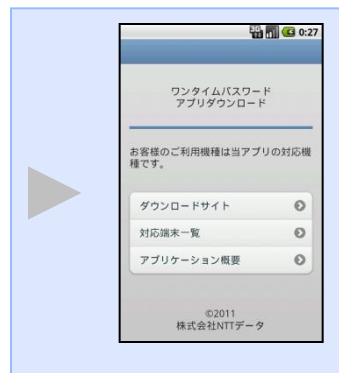 3G
0:27
ワンタイムパスワード
アプリダウンロード
お客様のご利用機種は当アプリの対応機
種です。
ダウンロードサイト
対応端末一覧
アプリケーション概要
©2011
株式会社NTTデータ